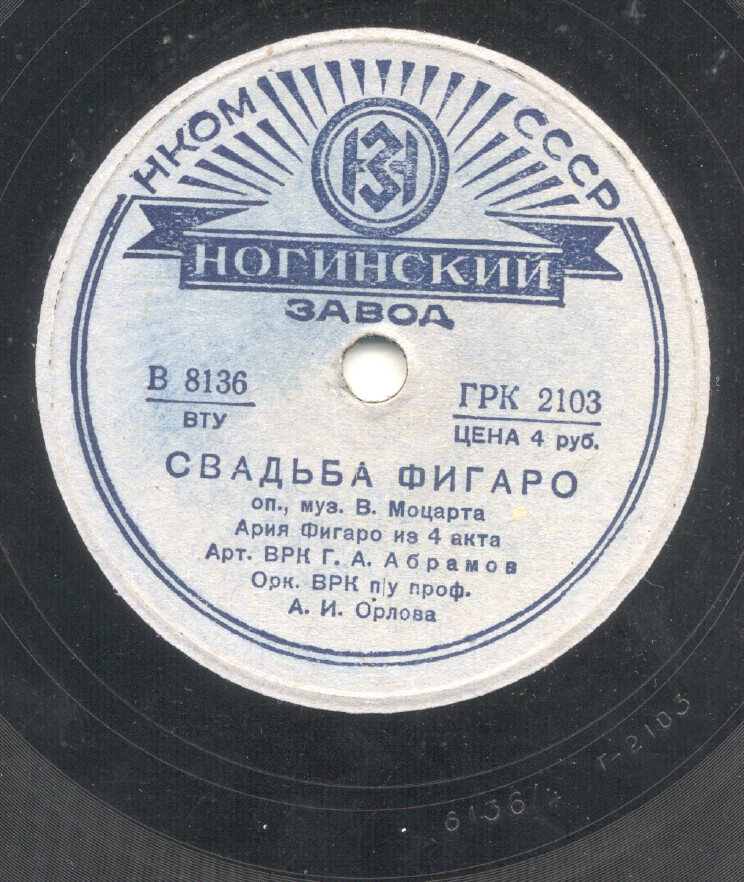 НКОМ СССР
НЗ
НОГИНСКИЙ
ЗАВОД
В 8136
ВТУ
ГРК 2103
ЦЕНА 4 руб.
СВАДЬБА ФИГАРО
оп., муз. В. Моцарта
Ария Фигаро из 4 акта
Арт. ВРК Г. А. Абрамов
Орк. ВРК п/у проф.
А. И. Орлова
Г-2103